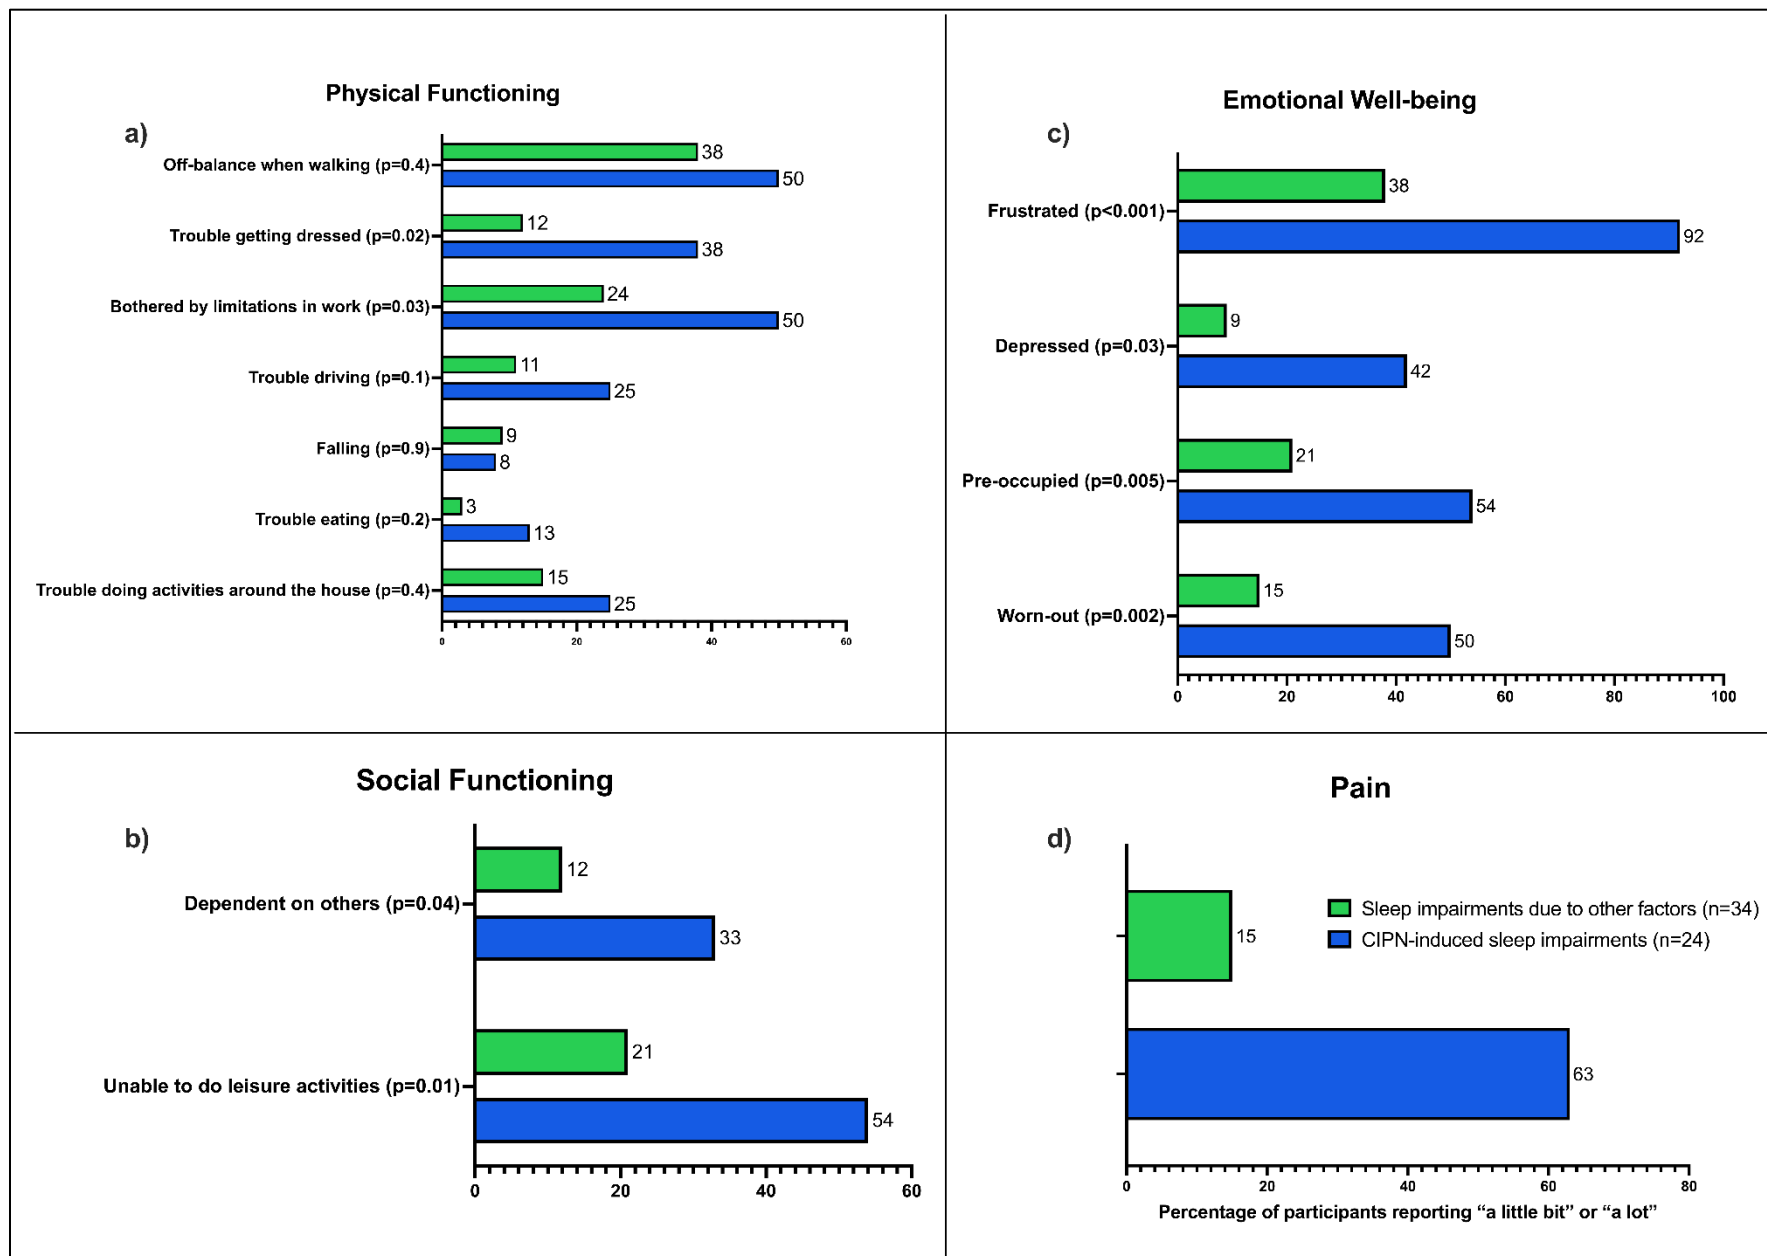 Physical Functioning
a)
Off-balance when walking (p=0.4)
38
50
Trouble getting dressed (p=0.02)
12
38
Bothered by limitations in work (p=0.03)
24
50
Trouble driving (p=0.1)
11
25
Falling (p=0.9)
9
8
Trouble eating (p=0.2)
3
13
Trouble doing activities around the house (p=0.4)
15
25
0 20 40 60
Social Functioning
b)
Dependent on others (p=0.04)
12
33
Unable to do leisure activities (p=0.01)
21
54
0 20 40 60
Emotional Well-being
c)
Frustrated (p<0.001)
38
92
Depressed (p=0.03)
9
42
Pre-occupied (p=0.005)
21
54
Worn-out (p=0.002)
15
50
0 20 40 60 80 100
Pain
d)
15
63
Sleep impairments due to other factors (n=34)
CIPN-induced sleep impairments (n=24)
0 20 40 60 80
Percentage of participants reporting “a little bit” or “a lot”